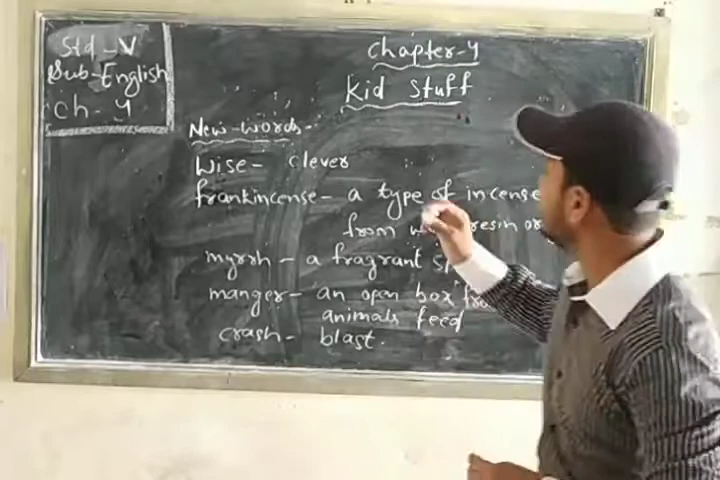 Std-V
Sub-English
Ch-4
Chapter-4
Kid Stuff
New-words-
Wise- clever
frankincense- a type of incense
from resin or
myrrh- a fragrant
manger- an open box
animals feed
crash- blast.